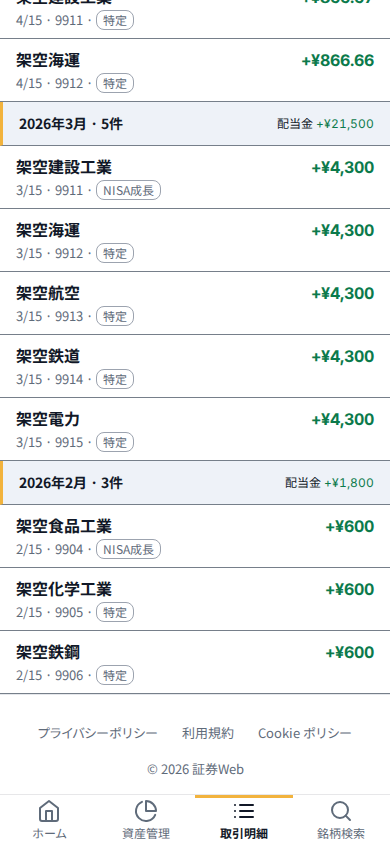 4/15 · 9911 · 特定
架空海運 +¥866.66
4/15 · 9912 · 特定
2026年3月 · 5件 配当金 +¥21,500
架空建設工業 +¥4,300
3/15 · 9911 · NISA成長
架空海運 +¥4,300
3/15 · 9912 · 特定
架空航空 +¥4,300
3/15 · 9913 · 特定
架空鉄道 +¥4,300
3/15 · 9914 · 特定
架空電力 +¥4,300
3/15 · 9915 · 特定
2026年2月 · 3件 配当金 +¥1,800
架空食品工業 +¥600
2/15 · 9904 · NISA成長
架空化学工業 +¥600
2/15 · 9905 · 特定
架空鉄鋼 +¥600
2/15 · 9906 · 特定
プライバシーポリシー 利用規約 Cookie ポリシー
© 2026 証券Web
ホーム 資産管理 取引明細 銘柄検索